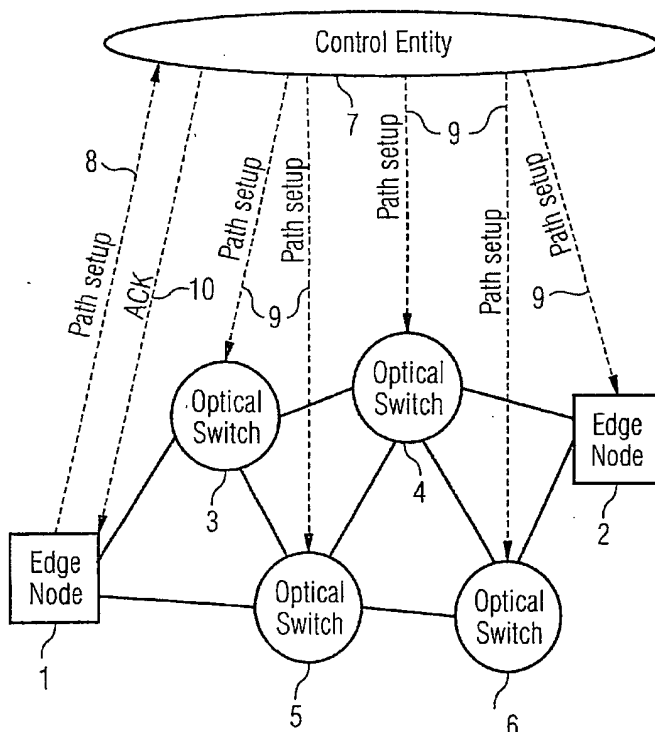 Control Entity
7
8
Path setup
ACK
10
Path setup
9
Path setup
Path setup
9
Path setup
Path setup
9
Optical
Switch
3
Optical
Switch
4
Edge
Node
2
Edge
Node
1
Optical
Switch
5
Optical
Switch
6